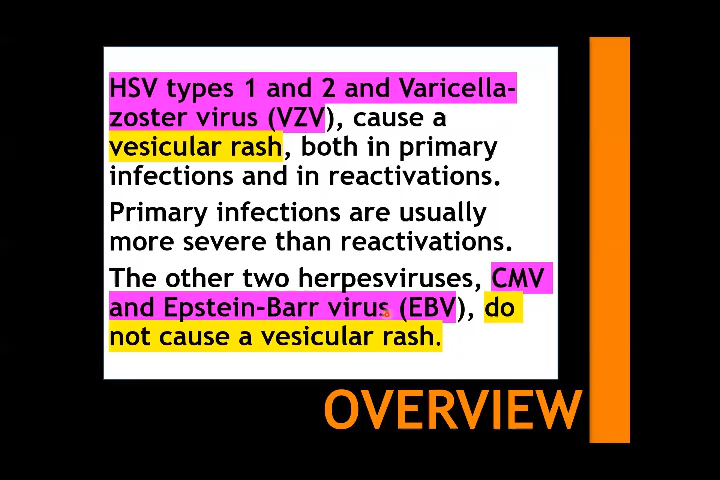 HSV types 1 and 2 and Varicella-
zoster virus (VZV), cause a
vesicular rash, both in primary
infections and in reactivations.
Primary infections are usually
more severe than reactivations.
The other two herpesviruses, CMV
and Epstein-Barr virus (EBV), do
not cause a vesicular rash.
OVERVIEW